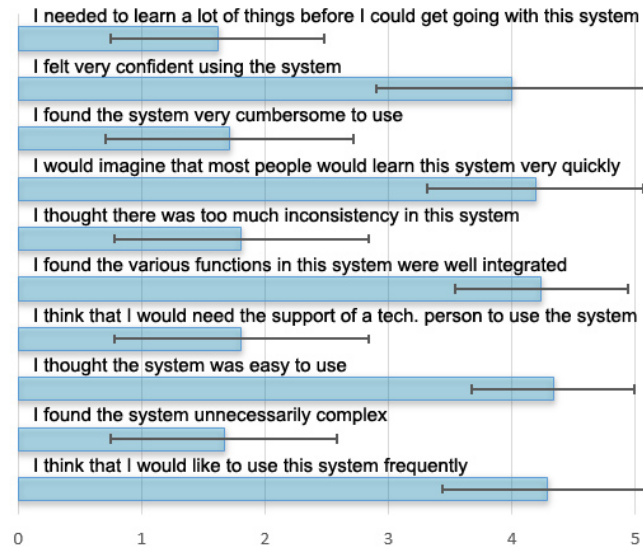 I needed to learn a lot of things before I could get going with this system
I felt very confident using the system
I found the system very cumbersome to use
I would imagine that most people would learn this system very quickly
I thought there was too much inconsistency in this system
I found the various functions in this system were well integrated
I think that I would need the support of a tech. person to use the system
I thought the system was easy to use
I found the system unnecessarily complex
I think that I would like to use this system frequently
0 1 2 3 4 5